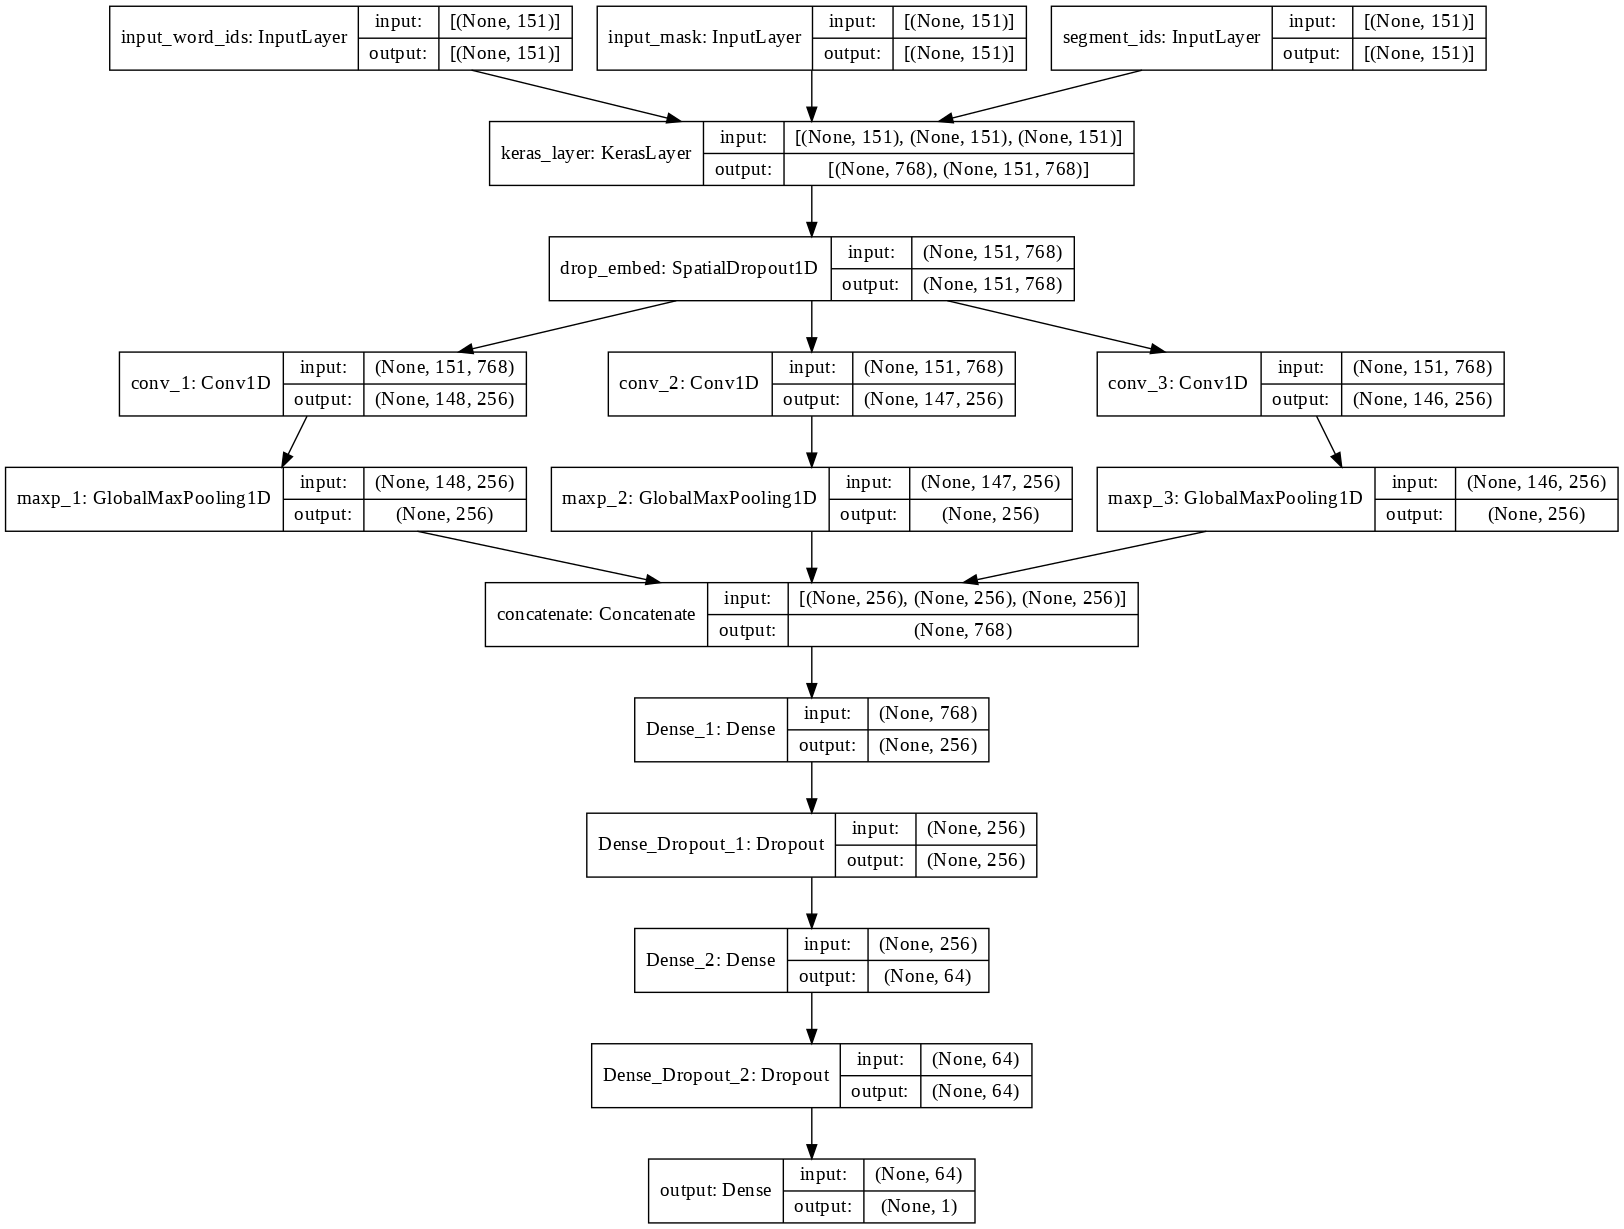 input_word_ids: InputLayer
input: [(None, 151)]
output: [(None, 151)]
input_mask: InputLayer
input: [(None, 151)]
output: [(None, 151)]
segment_ids: InputLayer
input: [(None, 151)]
output: [(None, 151)]
keras_layer: KerasLayer
input: [(None, 151), (None, 151), (None, 151)]
output: [(None, 768), (None, 151, 768)]
drop_embed: SpatialDropout1D
input: (None, 151, 768)
output: (None, 151, 768)
conv_1: Conv1D
input: (None, 151, 768)
output: (None, 148, 256)
conv_2: Conv1D
input: (None, 151, 768)
output: (None, 147, 256)
conv_3: Conv1D
input: (None, 151, 768)
output: (None, 146, 256)
maxp_1: GlobalMaxPooling1D
input: (None, 148, 256)
output: (None, 256)
maxp_2: GlobalMaxPooling1D
input: (None, 147, 256)
output: (None, 256)
maxp_3: GlobalMaxPooling1D
input: (None, 146, 256)
output: (None, 256)
concatenate: Concatenate
input: [(None, 256), (None, 256), (None, 256)]
output: (None, 768)
Dense_1: Dense
input: (None, 768)
output: (None, 256)
Dense_Dropout_1: Dropout
input: (None, 256)
output: (None, 256)
Dense_2: Dense
input: (None, 256)
output: (None, 64)
Dense_Dropout_2: Dropout
input: (None, 64)
output: (None, 64)
output: Dense
input: (None, 64)
output: (None, 1)